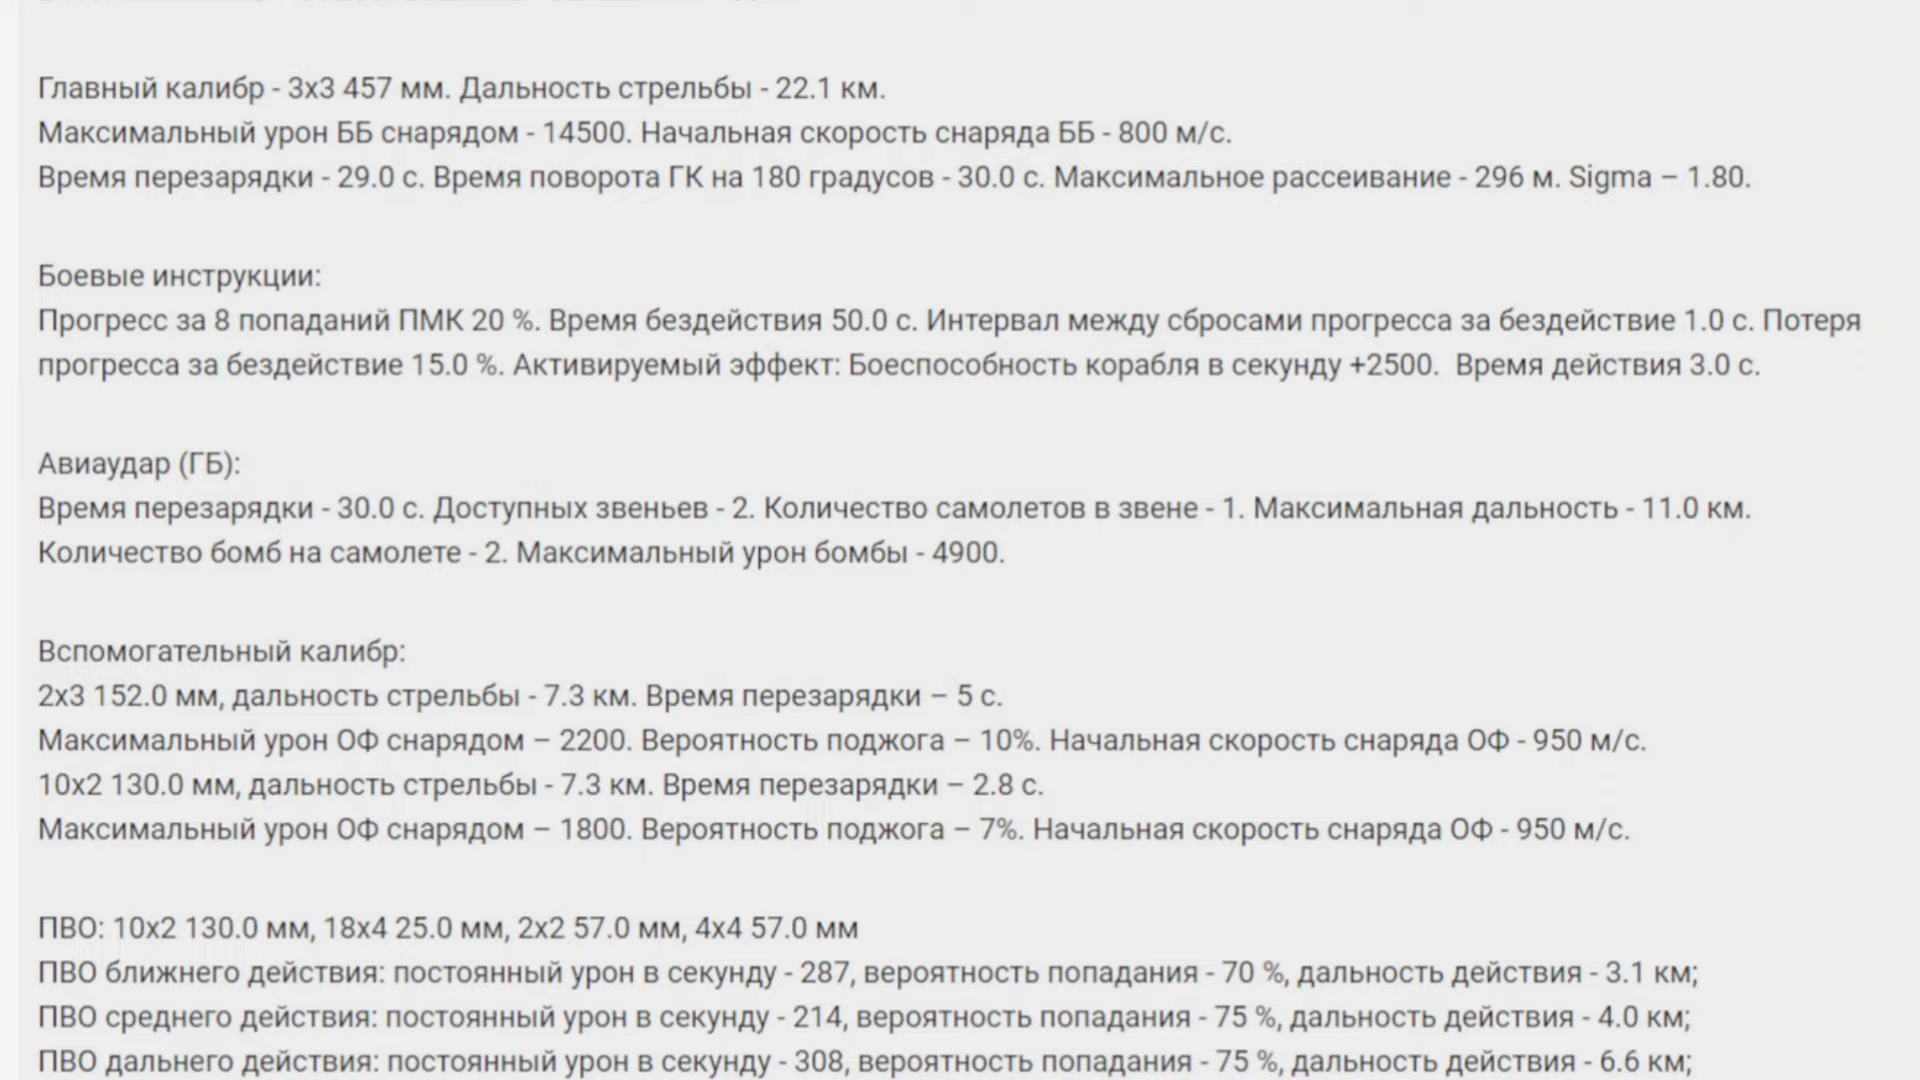 Главный калибр - 3х3 457 мм. Дальность стрельбы - 22.1 км.
Максимальный урон ББ снарядом - 14500. Начальная скорость снаряда ББ - 800 м/с.
Время перезарядки - 29.0 с. Время поворота ГК на 180 градусов - 30.0 с. Максимальное рассеивание - 296 м. Sigma – 1.80.
Боевые инструкции:
Прогресс за 8 попаданий ПМК 20 %. Время бездействия 50.0 с. Интервал между сбросами прогресса за бездействие 1.0 с. Потеря
прогресса за бездействие 15.0 %. Активируемый эффект: Боеспособность корабля в секунду +2500.  Время действия 3.0 с.
Авиаудар (ГБ):
Время перезарядки - 30.0 с. Доступных звеньев - 2. Количество самолетов в звене - 1. Максимальная дальность - 11.0 км.
Количество бомб на самолете - 2. Максимальный урон бомбы - 4900.
Вспомогательный калибр:
2х3 152.0 мм, дальность стрельбы - 7.3 км. Время перезарядки – 5 с.
Максимальный урон ОФ снарядом – 2200. Вероятность поджога – 10%. Начальная скорость снаряда ОФ - 950 м/с.
10х2 130.0 мм, дальность стрельбы - 7.3 км. Время перезарядки – 2.8 с.
Максимальный урон ОФ снарядом – 1800. Вероятность поджога – 7%. Начальная скорость снаряда ОФ - 950 м/с.
ПВО: 10х2 130.0 мм, 18х4 25.0 мм, 2х2 57.0 мм, 4х4 57.0 мм
ПВО ближнего действия: постоянный урон в секунду - 287, вероятность попадания - 70 %, дальность действия - 3.1 км;
ПВО среднего действия: постоянный урон в секунду - 214, вероятность попадания - 75 %, дальность действия - 4.0 км;
ПВО дальнего действия: постоянный урон в секунду - 308, вероятность попадания - 75 %, дальность действия - 6.6 км;